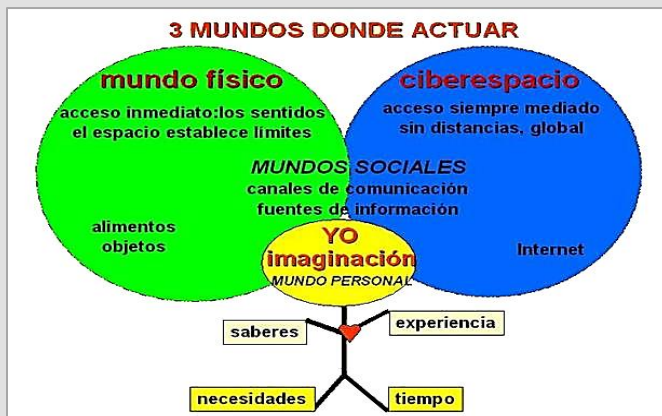 3 MUNDOS DONDE ACTUAR
mundo físico
acceso inmediato:los sentidos
el espacio establece límites
ciberespacio
acceso siempre mediado
sin distancias, global
MUNDOS SOCIALES
canales de comunicación
fuentes de información
alimentos
objetos
Internet
YO
imaginación
MUNDO PERSONAL
saberes
experiencia
necesidades
tiempo